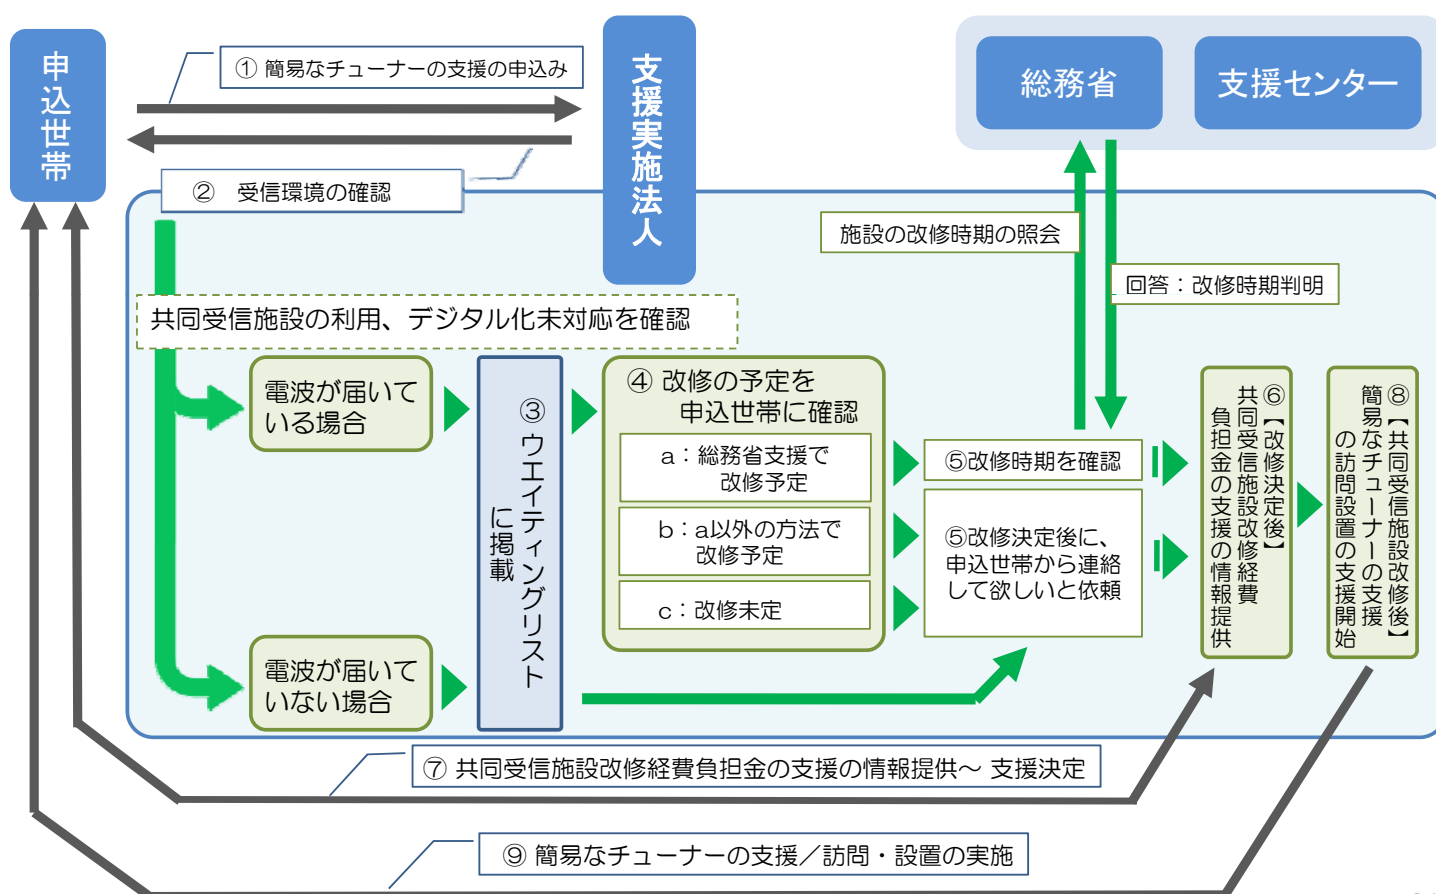 申込世帯
① 簡易なチューナーの支援の申込み
支援実施法人
総務省
支援センター
② 受信環境の確認
施設の改修時期の照会
回答：改修時期判明
共同受信施設の利用、デジタル化未対応を確認
電波が届いて
いる場合
③ ウエイティングリスト
に掲載
④ 改修の予定を
申込世帯に確認
a：総務省支援で
改修予定
b：a以外の方法で
改修予定
c：改修未定
⑤改修時期を確認
⑤改修決定後に、
申込世帯から連絡
して欲しいと依頼
⑥【改修決定後】
共同受信施設改修経費
負担金の支援の情報提供
⑧【共同受信施設改修後】
簡易なチューナーの支援
の訪問設置の支援開始
電波が届いて
いない場合
⑦ 共同受信施設改修経費負担金の支援の情報提供～ 支援決定
⑨ 簡易なチューナーの支援／訪問・設置の実施